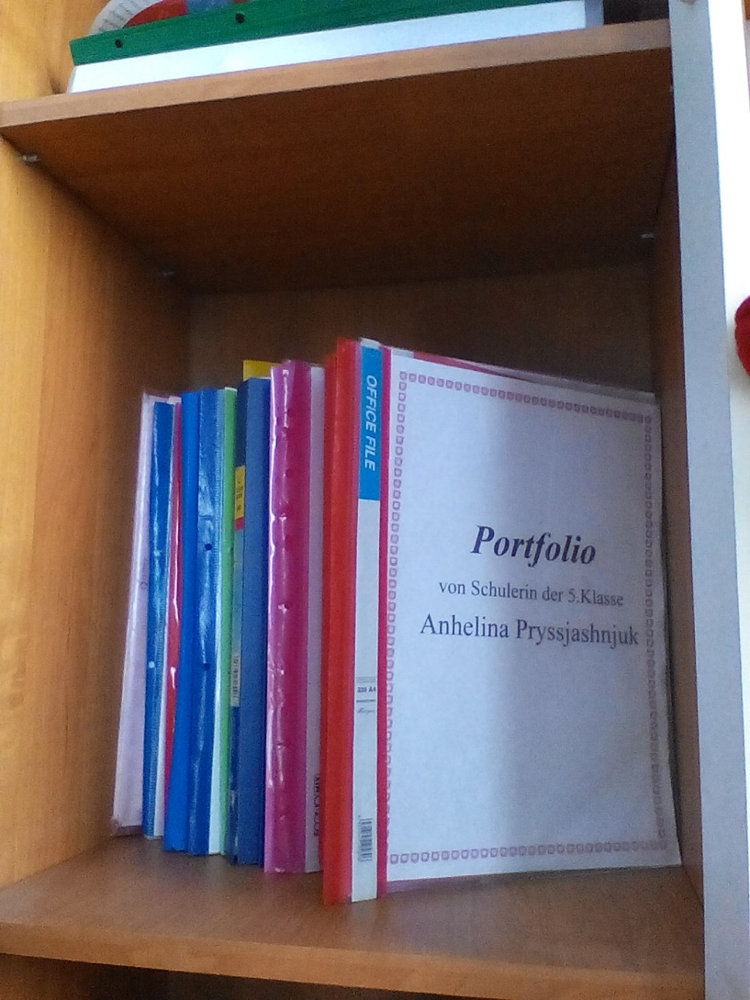 OFFICE FILE
Portfolio
von Schulerin der 5.Klasse
Anhelina Pryssjashnjuk